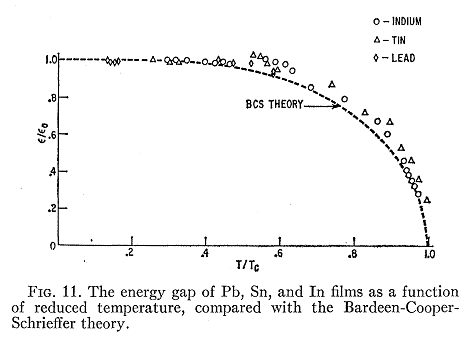 ○ - INDIUM
△ - TIN
◊ - LEAD
1.0
.8
.6
.4
.2
0
ε/ε₀
BCS THEORY
0 .2 .4 .6 .8 1.0
T/Tc
FIG. 11. The energy gap of Pb, Sn, and In films as a function
of reduced temperature, compared with the Bardeen-Cooper-
Schrieffer theory.